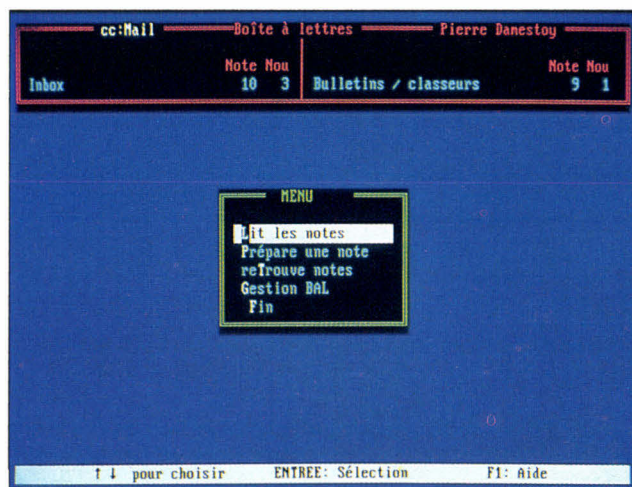 cc:Mail Boîte à lettres Pierre Damestoy
Note Nou Note Nou
Inbox 10 3 Bulletins / classeurs 9 1
MENU
Lit les notes
Prépare une note
reTrouve notes
Gestion BAL
Fin
↑ ↓ pour choisir ENTREE: Sélection F1: Aide